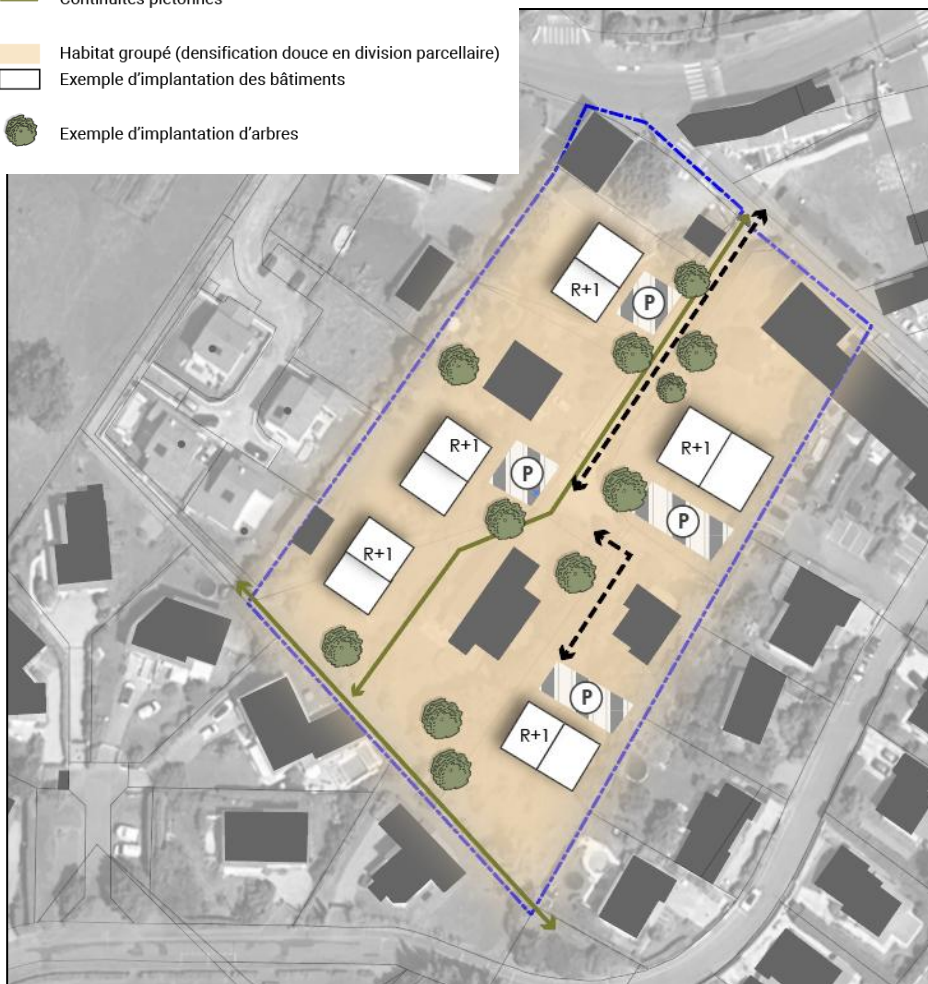 Continuités piétonnes
Habitat groupé (densification douce en division parcellaire)
Exemple d'implantation des bâtiments
Exemple d'implantation d'arbres
R+1
P
R+1
R+1
P
P
R+1
P
R+1